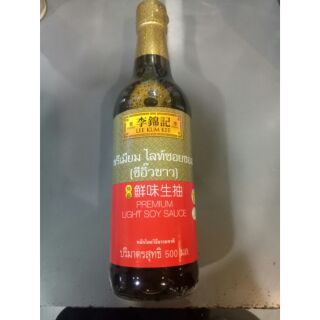 李錦記
LEE KUM KEE
พรีเมียม ไลท์ซอยซอส
(ซีอิ๊วขาว)
鮮味生抽
PREMIUM
LIGHT SOY SAUCE
ปริมาตรสุทธิ 500 มล